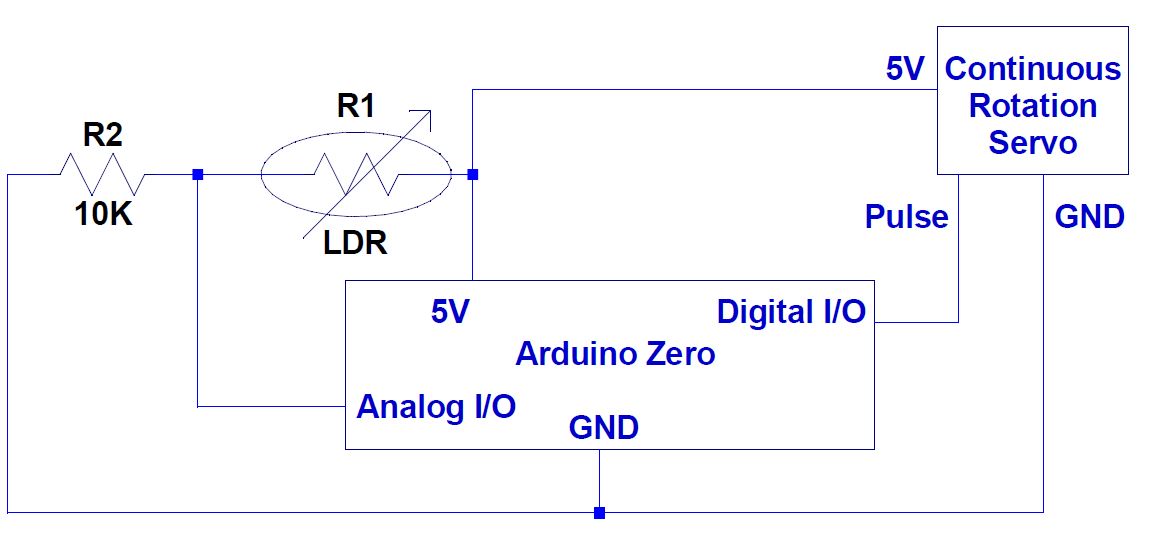 5V
Continuous
Rotation
Servo
R1
R2
10K
LDR
Pulse
GND
5V
Digital I/O
Arduino Zero
Analog I/O
GND